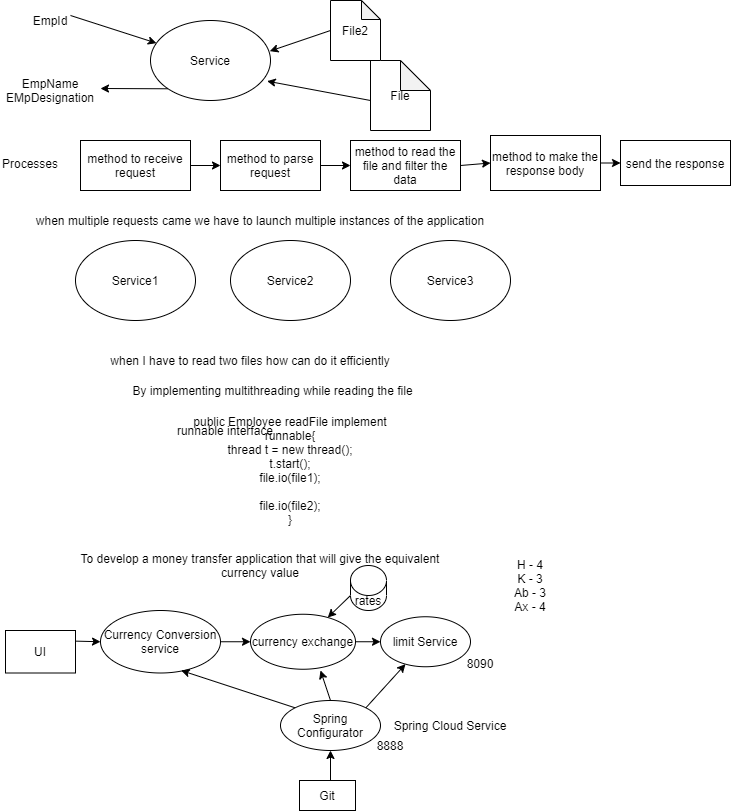 EmpId
File2
Service
EmpName
EMpDesignation
File
Processes
method to receive
request
method to parse
request
method to read the
file and filter the
data
method to make the
response body
send the response
when multiple requests came we have to launch multiple instances of the application
Service1
Service2
Service3
when I have to read two files how can do it efficiently
By implementing multithreading while reading the file
public Employee readFile implement
runnable interface
runnable{
thread t = new thread();
t.start();
file.io(file1);
file.io(file2);
}
To develop a money transfer application that will give the equivalent
currency value
H - 4
K - 3
Ab - 3
Ax - 4
rates
UI
Currency Conversion
service
currency exchange
limit Service
8090
Spring
Configurator
Spring Cloud Service
8888
Git